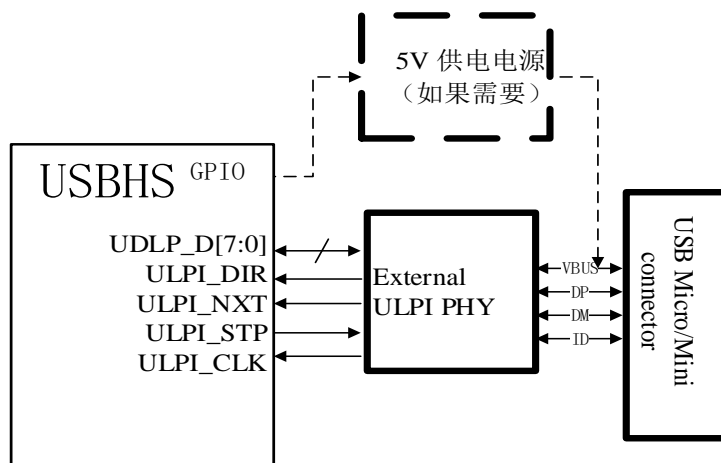 5V 供电电源
（如果需要）
USBHS GPIO
UDLP_D[7:0]
ULPI_DIR
ULPI_NXT
ULPI_STP
ULPI_CLK
External
ULPI PHY
VBUS
DP
DM
ID
USB Micro/Mini
connector